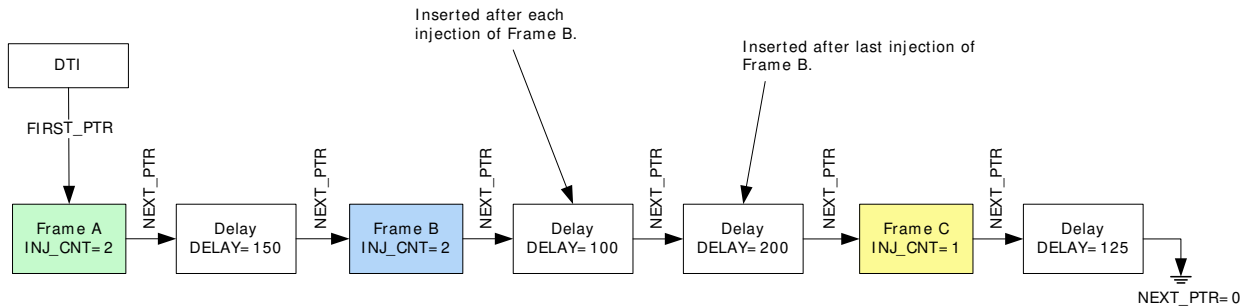 Inserted after each
injection of Frame B.
Inserted after last injection of
Frame B.
DTI
FIRST_PTR
Frame A
INJ_CNT=2
NEXT_PTR
Delay
DELAY=150
NEXT_PTR
Frame B
INJ_CNT=2
NEXT_PTR
Delay
DELAY=100
NEXT_PTR
Delay
DELAY=200
NEXT_PTR
Frame C
INJ_CNT=1
NEXT_PTR
Delay
DELAY=125
NEXT_PTR=0